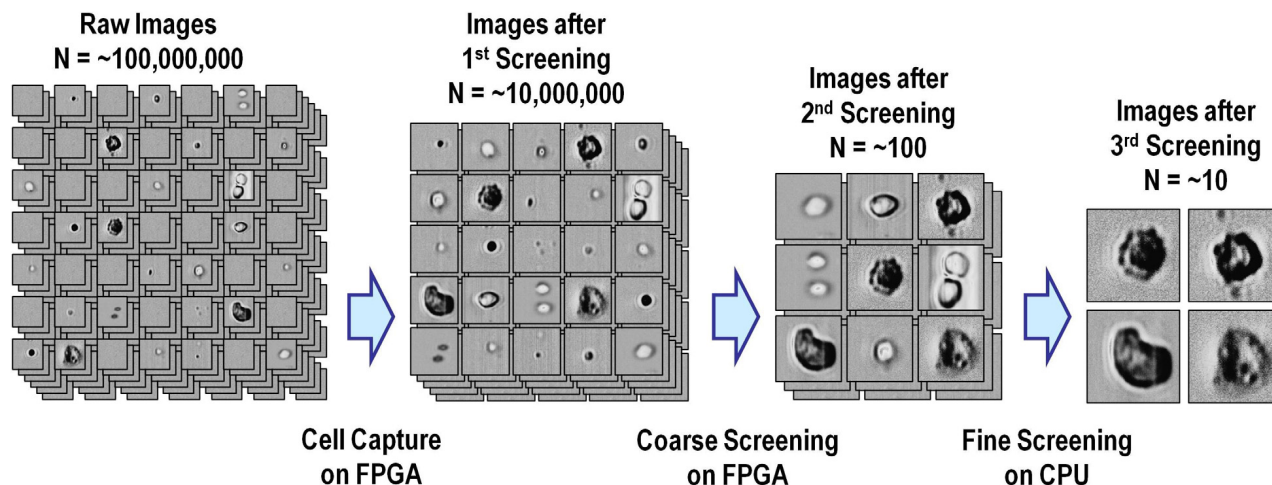 Raw Images
N = ~100,000,000
Images after
1st Screening
N = ~10,000,000
Images after
2nd Screening
N = ~100
Images after
3rd Screening
N = ~10
Cell Capture
on FPGA
Coarse Screening
on FPGA
Fine Screening
on CPU